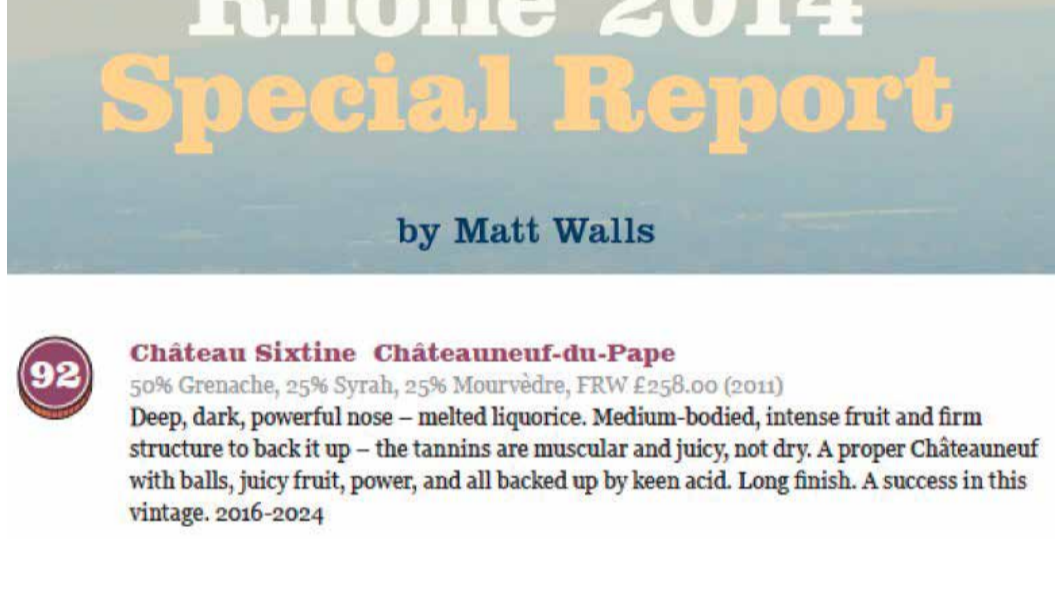 Rhône 2014
Special Report
by Matt Walls
92
Château Sixtine Châteauneuf-du-Pape
50% Grenache, 25% Syrah, 25% Mourvèdre, FRW £258.00 (2011)
Deep, dark, powerful nose – melted liquorice. Medium-bodied, intense fruit and firm
structure to back it up – the tannins are muscular and juicy, not dry. A proper Châteauneuf
with balls, juicy fruit, power, and all backed up by keen acid. Long finish. A success in this
vintage. 2016-2024